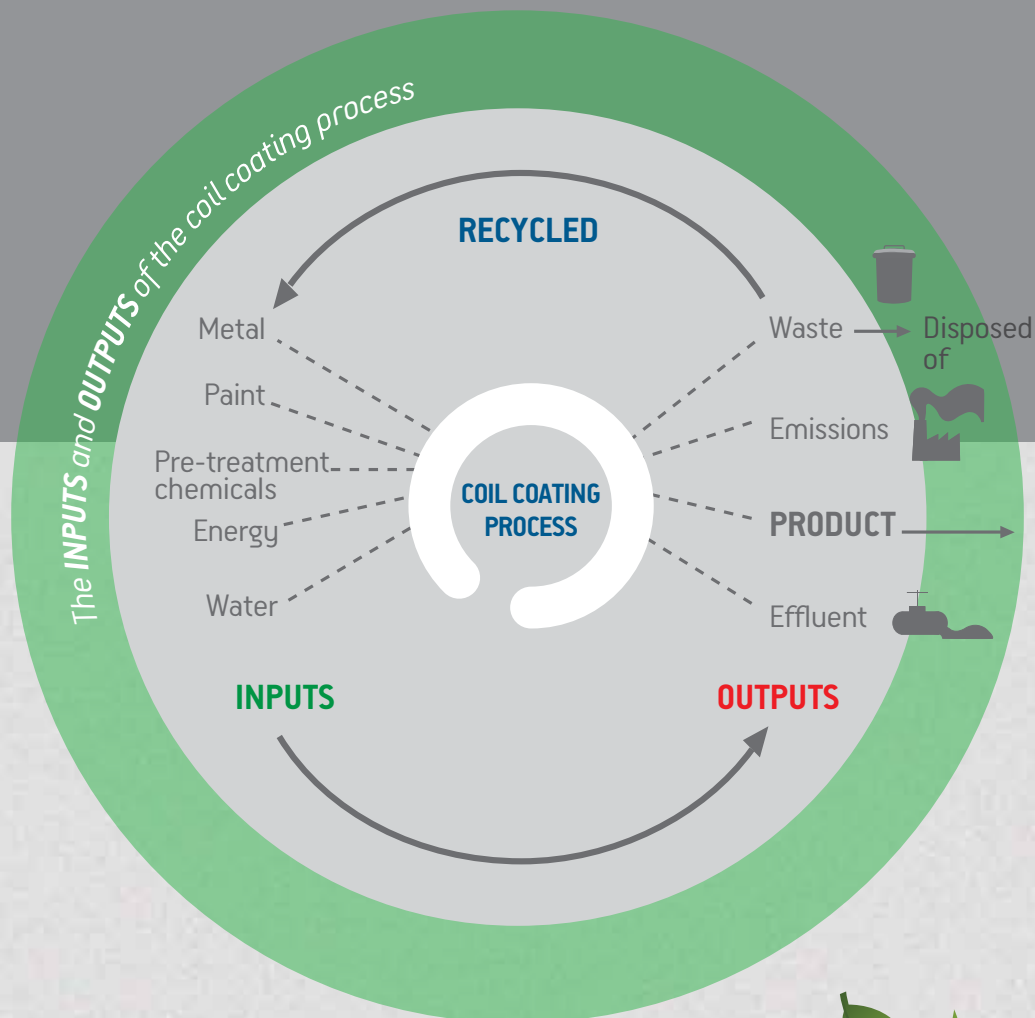 The INPUTS and OUTPUTS of the coil coating process
RECYCLED
Metal
Paint
Pre-treatment
chemicals
Energy
Water
COIL COATING
PROCESS
Waste
Disposed
of
Emissions
PRODUCT
Effluent
INPUTS
OUTPUTS